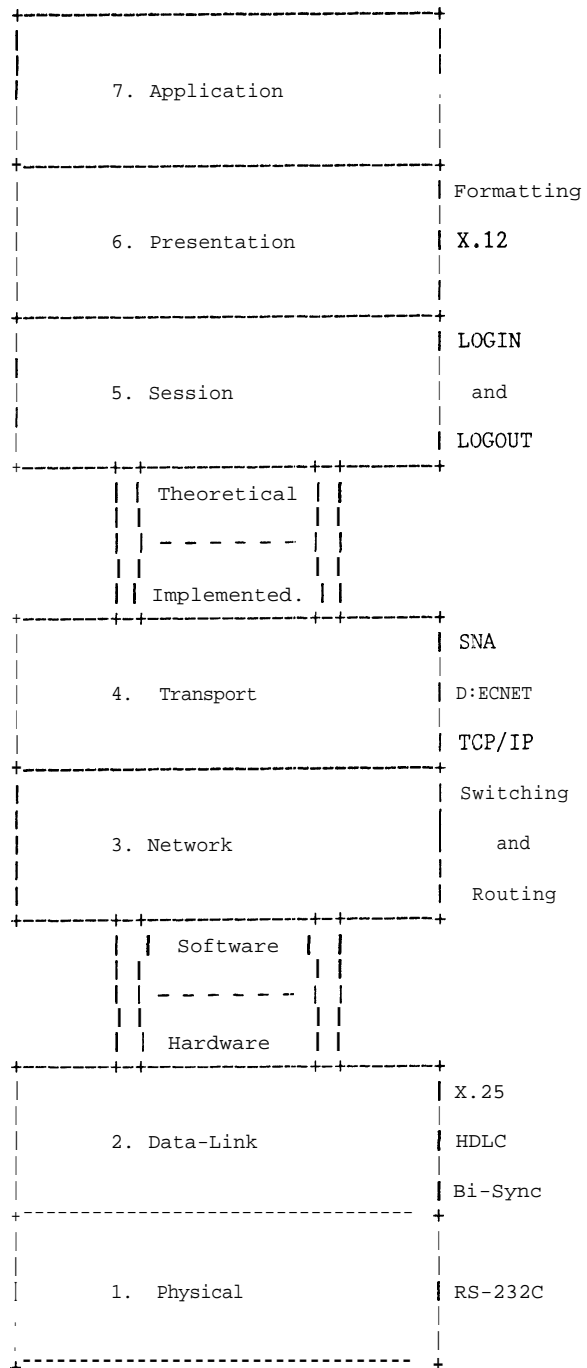 7. Application
Formatting
6. Presentation X.12
LOGIN
5. Session and
LOGOUT
Theoretical
Implemented.
SNA
4. Transport D:ECNET
TCP/IP
Switching
3. Network and
Routing
Software
Hardware
X.25
2. Data-Link HDLC
Bi-Sync
1. Physical RS-232C